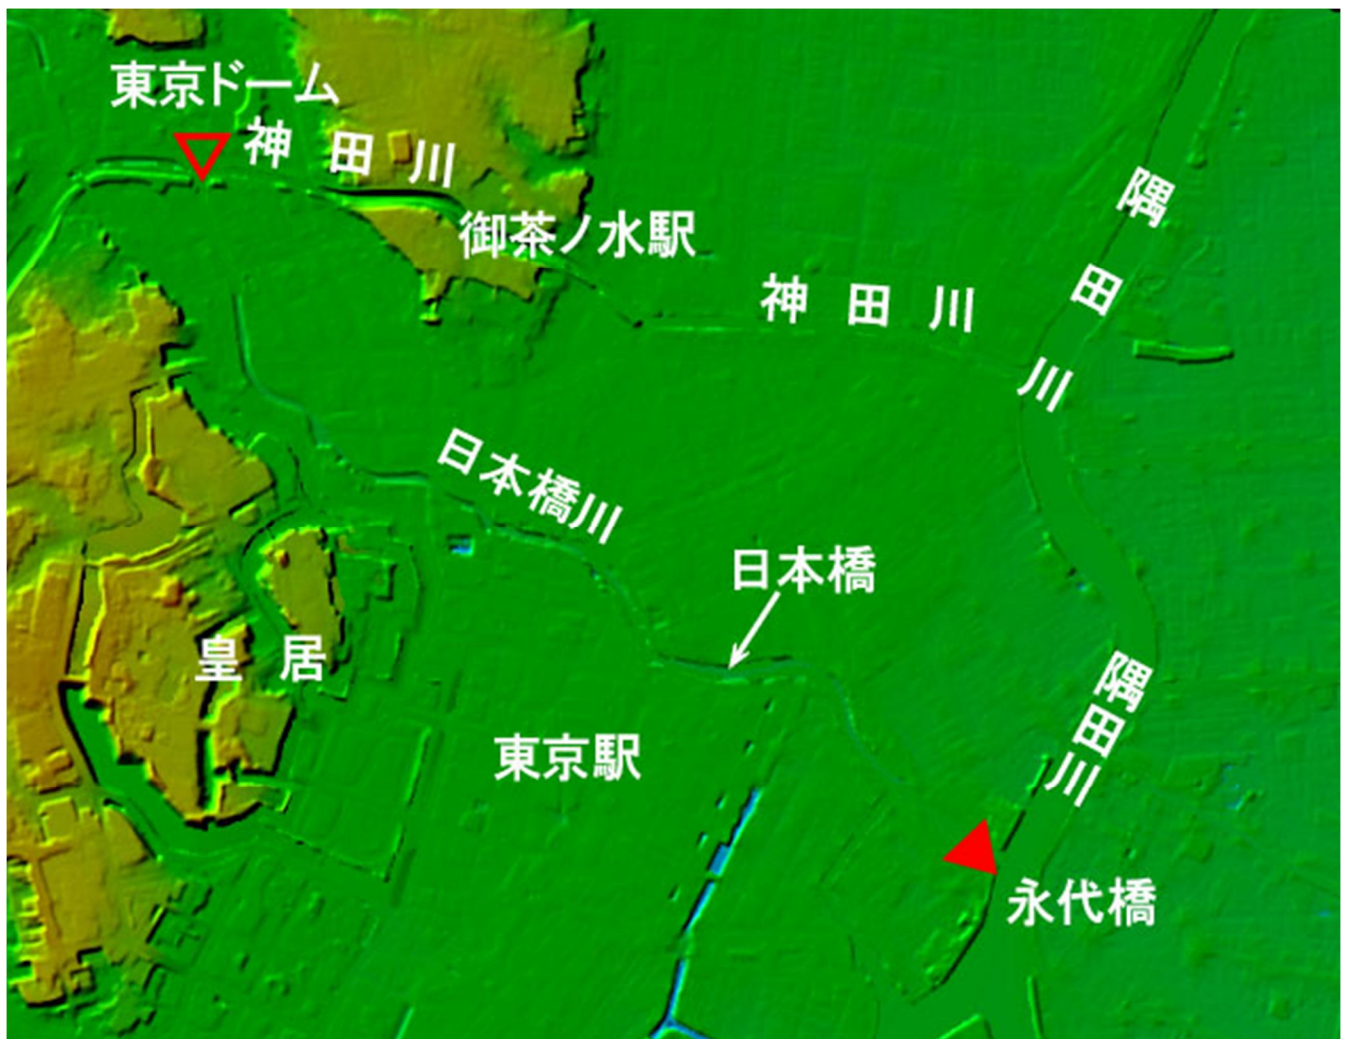 東京ドーム
神田川
御茶ノ水駅
神田川
隅田川
日本橋川
日本橋
皇居
東京駅
隅田川
永代橋